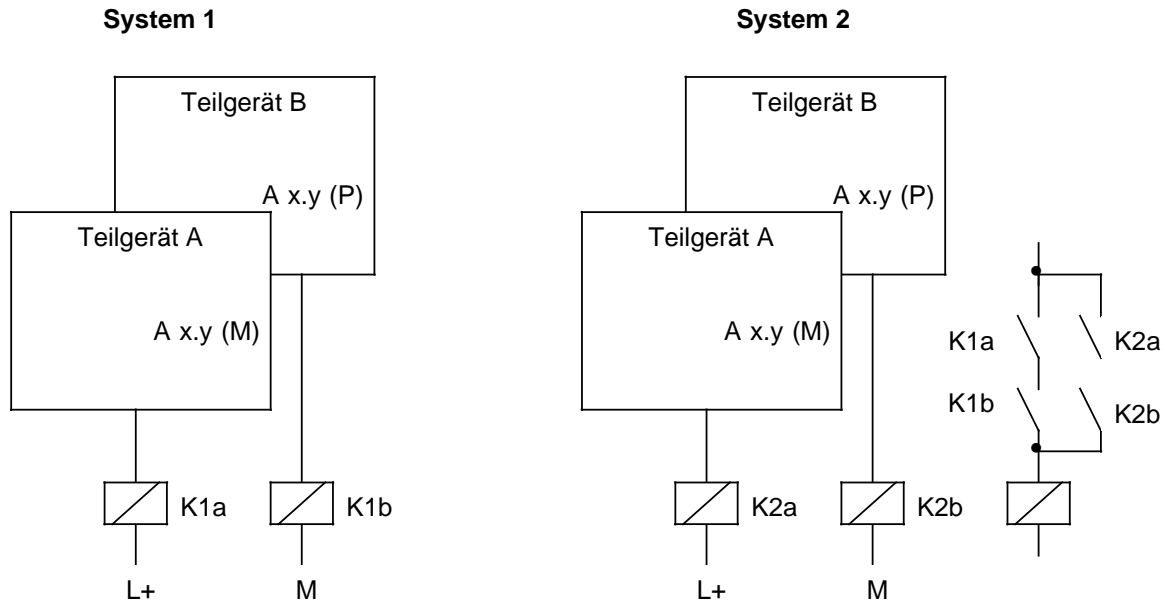 System 1
Teilgerät B
A x.y (P)
Teilgerät A
A x.y (M)
K1a
K1b
L+
M
System 2
Teilgerät B
A x.y (P)
Teilgerät A
A x.y (M)
K2a
K2b
L+
M
K1a
K2a
K1b
K2b